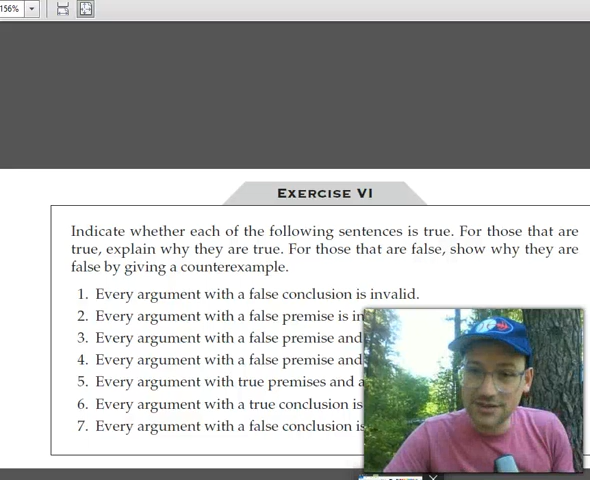 156%
EXERCISE VI
Indicate whether each of the following sentences is true. For those that are
true, explain why they are true. For those that are false, show why they are
false by giving a counterexample.
1. Every argument with a false conclusion is invalid.
2. Every argument with a false premise is in
3. Every argument with a false premise and
4. Every argument with a false premise and
5. Every argument with true premises and a
6. Every argument with a true conclusion is
7. Every argument with a false conclusion is